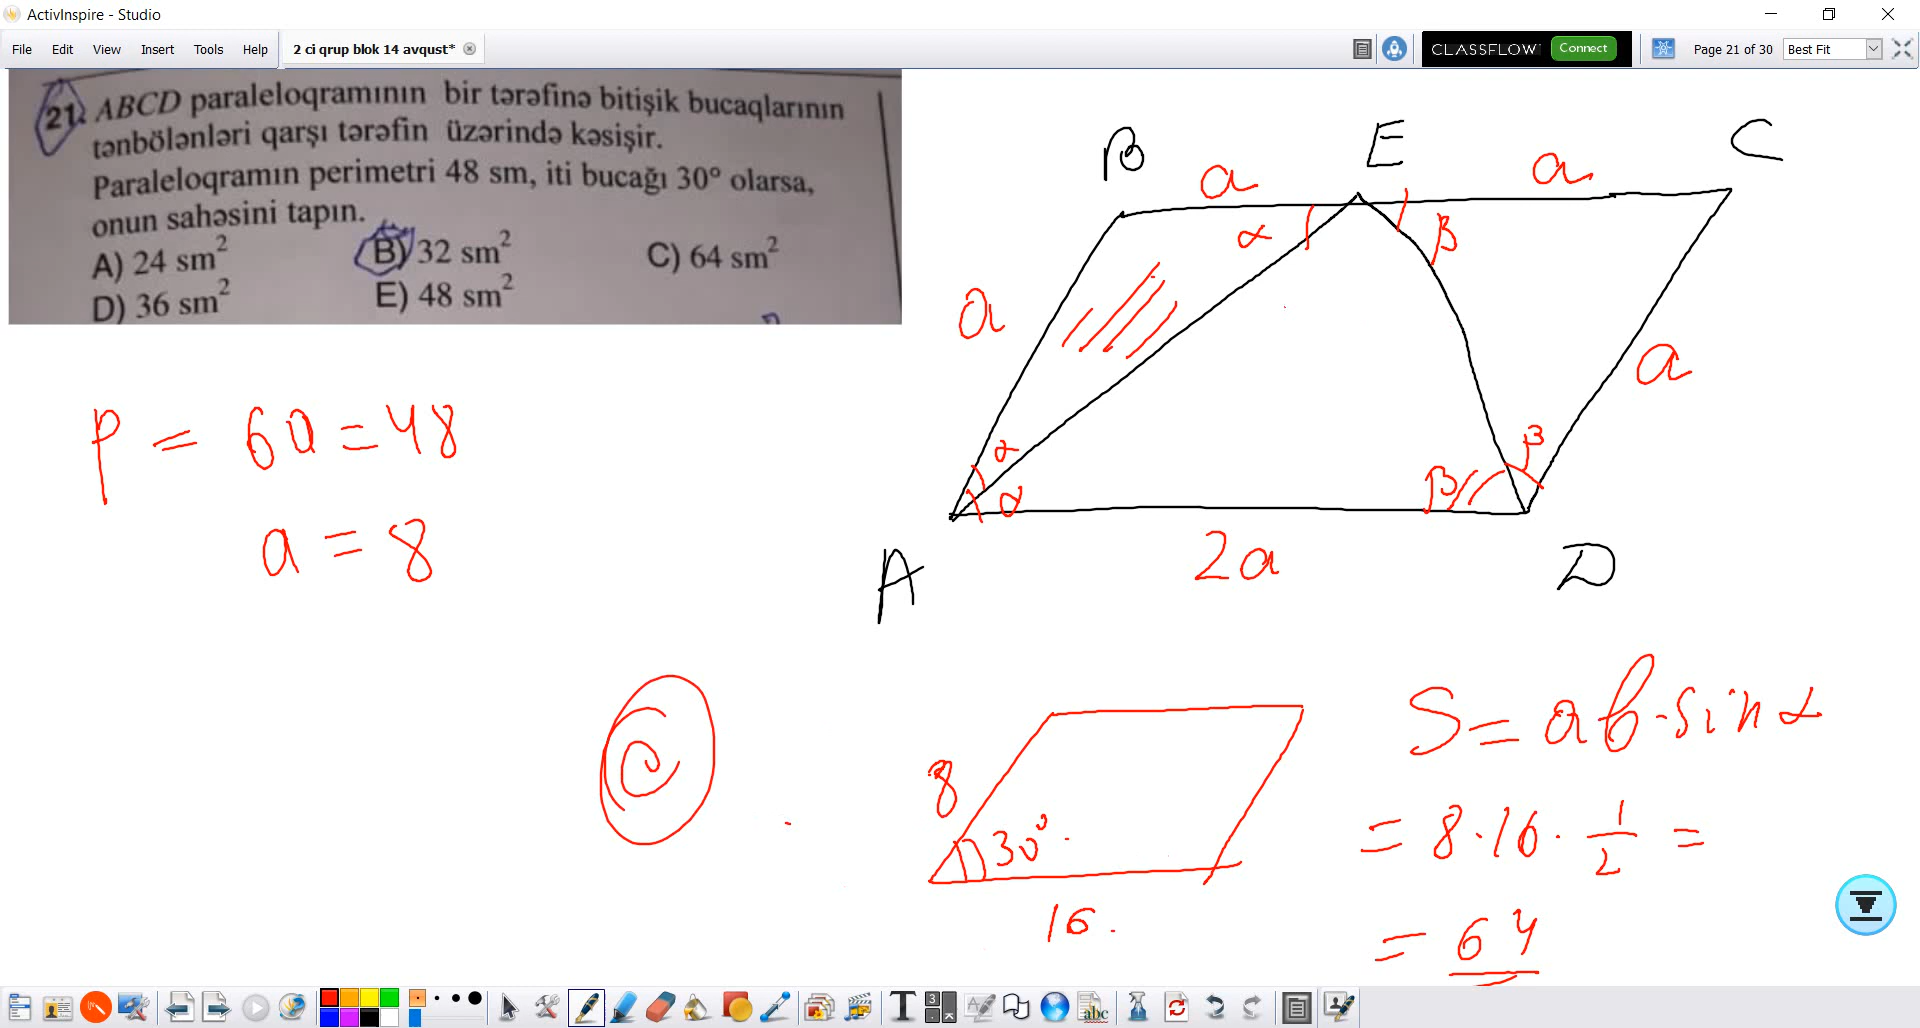 ActivInspire - Studio
File Edit View Insert Tools Help
2 ci qrup blok 14 avqust*
CLASSFLOW Connect
Page 21 of 30
Best Fit
21. ABCD paraleloqramının bir tərəfinə bitişik bucaqlarının
tənbölənləri qarşı tərəfin üzərində kəsişir.
Paraleloqramın perimetri 48 sm, iti bucağı 30° olarsa,
onun sahəsini tapın.
A) 24 sm² B) 32 sm² C) 64 sm²
D) 36 sm² E) 48 sm²
B E C
a a
α β
a a
α β
α β
A 2a D
P = 6a = 48
a = 8
8
30°
16.
S = ab·sinα
= 8·16·1/2 =
= 64
T
abc